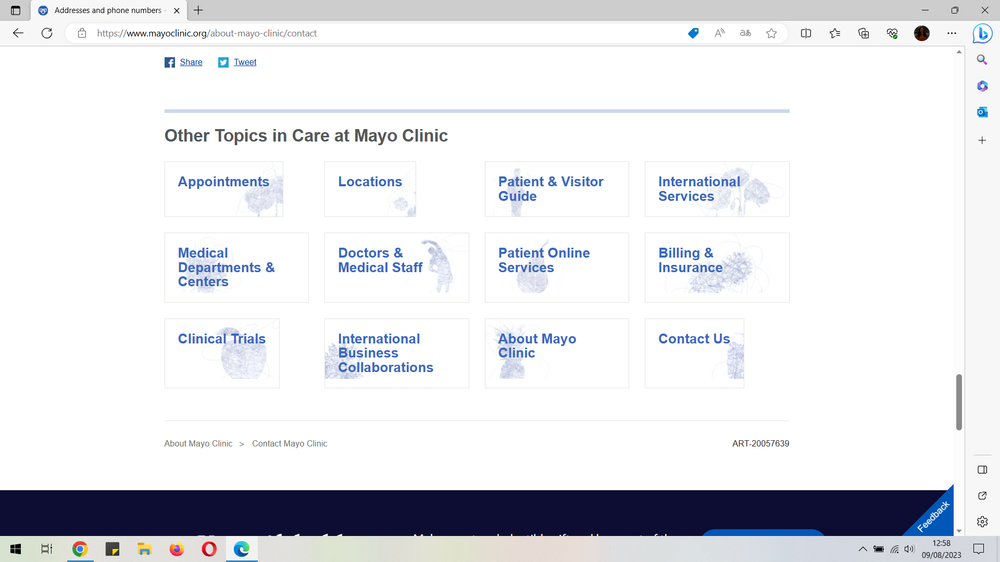 Addresses and phone numbers -
https://www.mayoclinic.org/about-mayo-clinic/contact
Share Tweet
Other Topics in Care at Mayo Clinic
Appointments
Locations
Patient & Visitor
Guide
International
Services
Medical
Departments &
Centers
Doctors &
Medical Staff
Patient Online
Services
Billing &
Insurance
Clinical Trials
International
Business
Collaborations
About Mayo
Clinic
Contact Us
About Mayo Clinic > Contact Mayo Clinic
ART-20057639
Feedback
12:58
09/08/2023